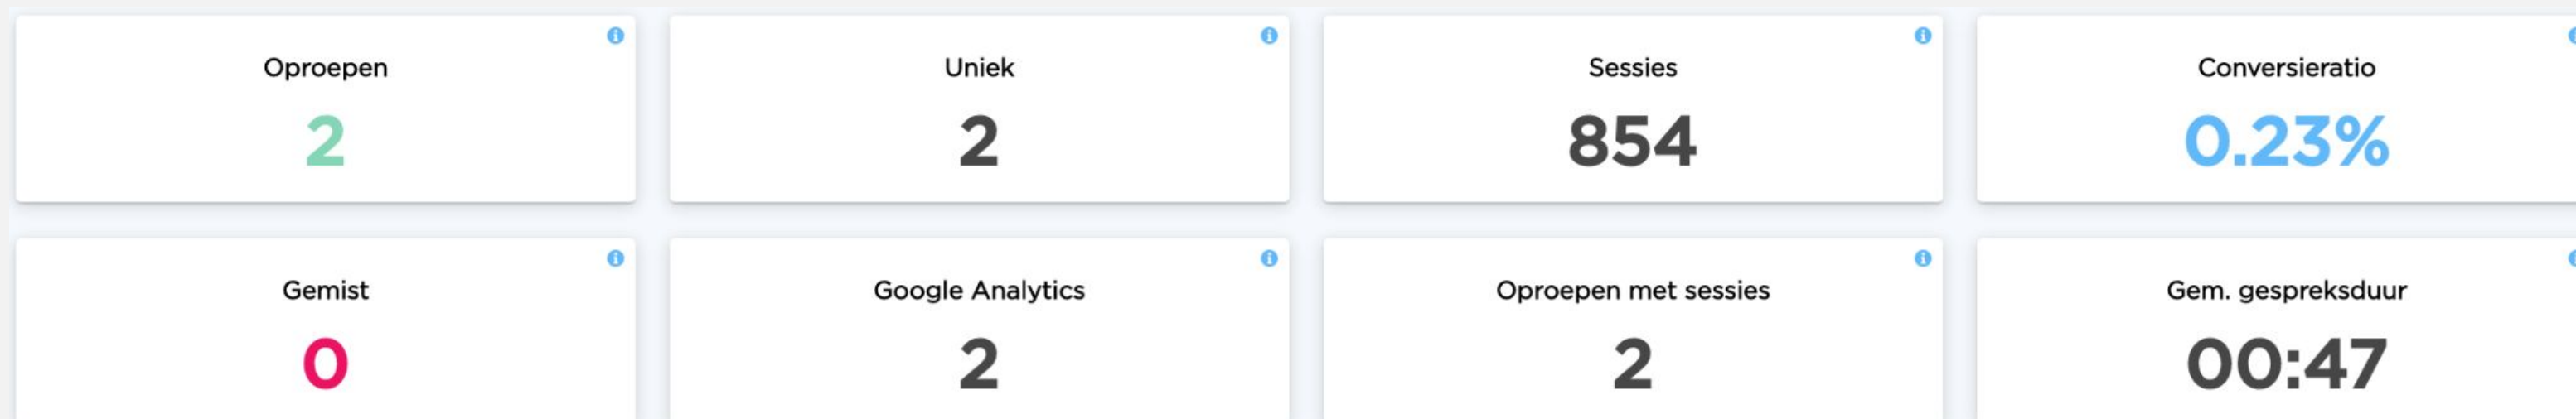 Oproepen
2
Uniek
2
Sessies
854
Conversieratio
0.23%
Gemist
0
Google Analytics
2
Oproepen met sessies
2
Gem. gespreksduur
00:47